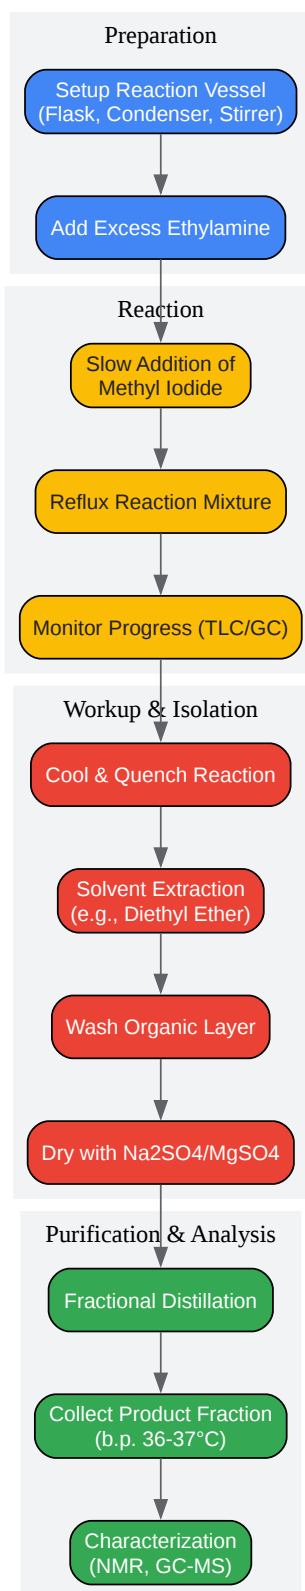 Preparation
Setup Reaction Vessel
(Flask, Condenser, Stirrer)
Add Excess Ethylamine
Reaction
Slow Addition of
Methyl Iodide
Reflux Reaction Mixture
Monitor Progress (TLC/GC)
Workup & Isolation
Cool & Quench Reaction
Solvent Extraction
(e.g., Diethyl Ether)
Wash Organic Layer
Dry with Na2SO4/MgSO4
Purification & Analysis
Fractional Distillation
Collect Product Fraction
(b.p. 36-37°C)
Characterization
(NMR, GC-MS)